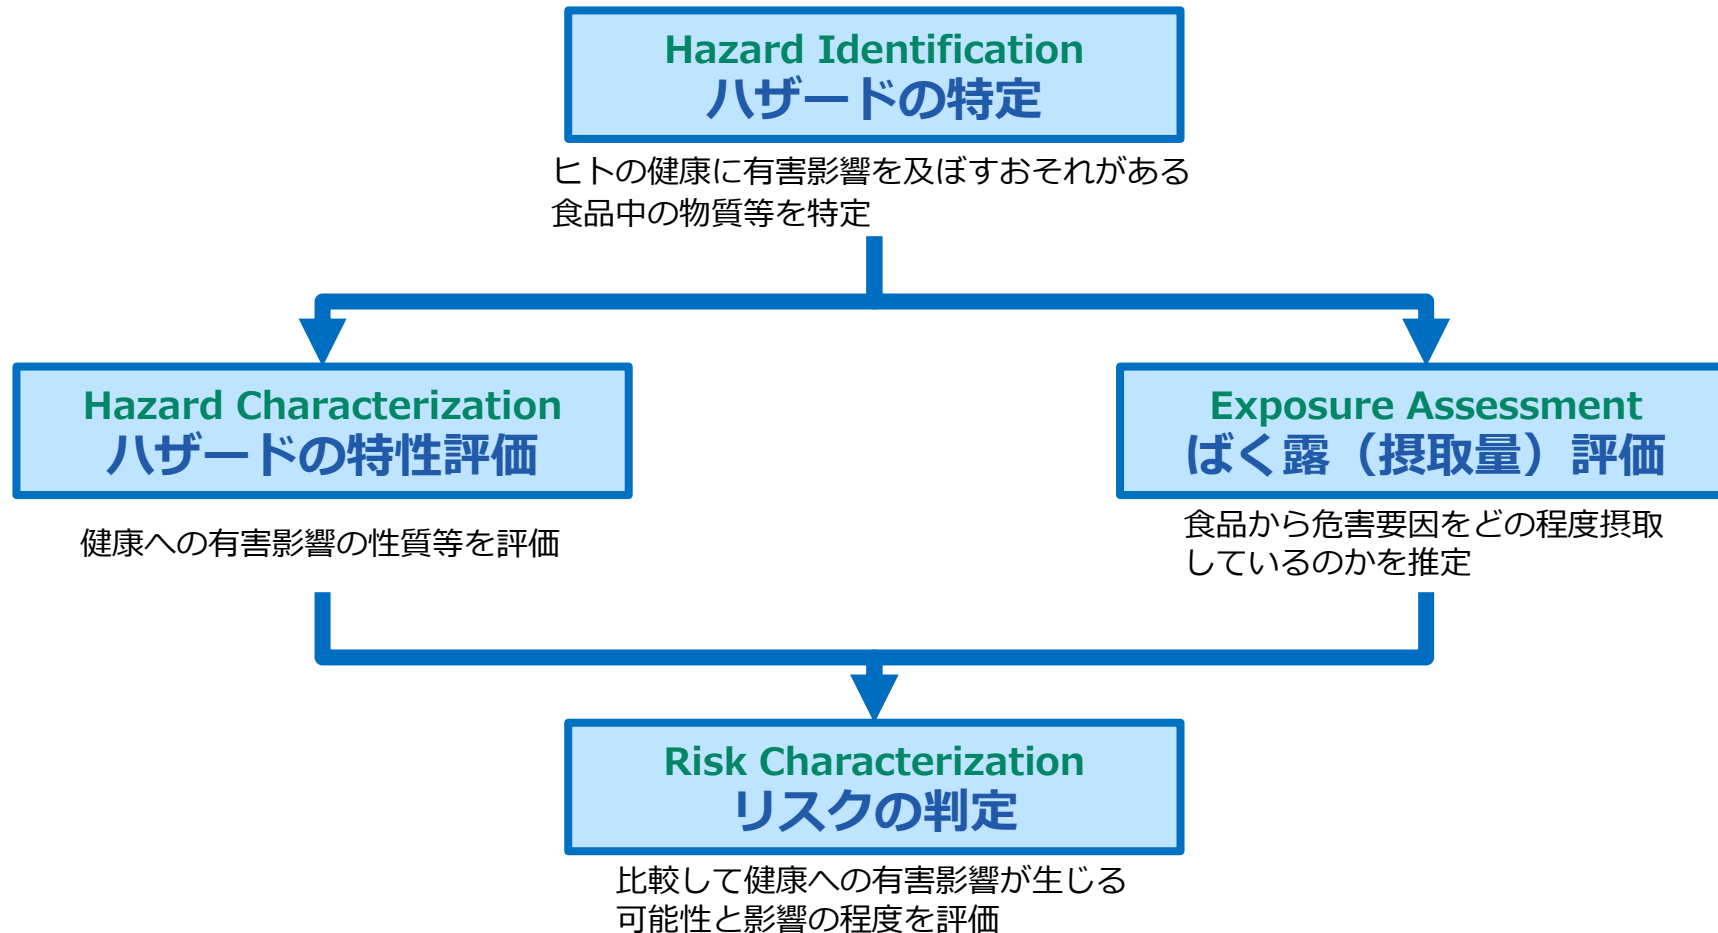 Hazard Identification
ハザードの特定
ヒトの健康に有害影響を及ぼすおそれがある
食品中の物質等を特定
Hazard Characterization
ハザードの特性評価
健康への有害影響の性質等を評価
Exposure Assessment
ばく露（摂取量）評価
食品から危害要因をどの程度摂取
しているのかを推定
Risk Characterization
リスクの判定
比較して健康への有害影響が生じる
可能性と影響の程度を評価